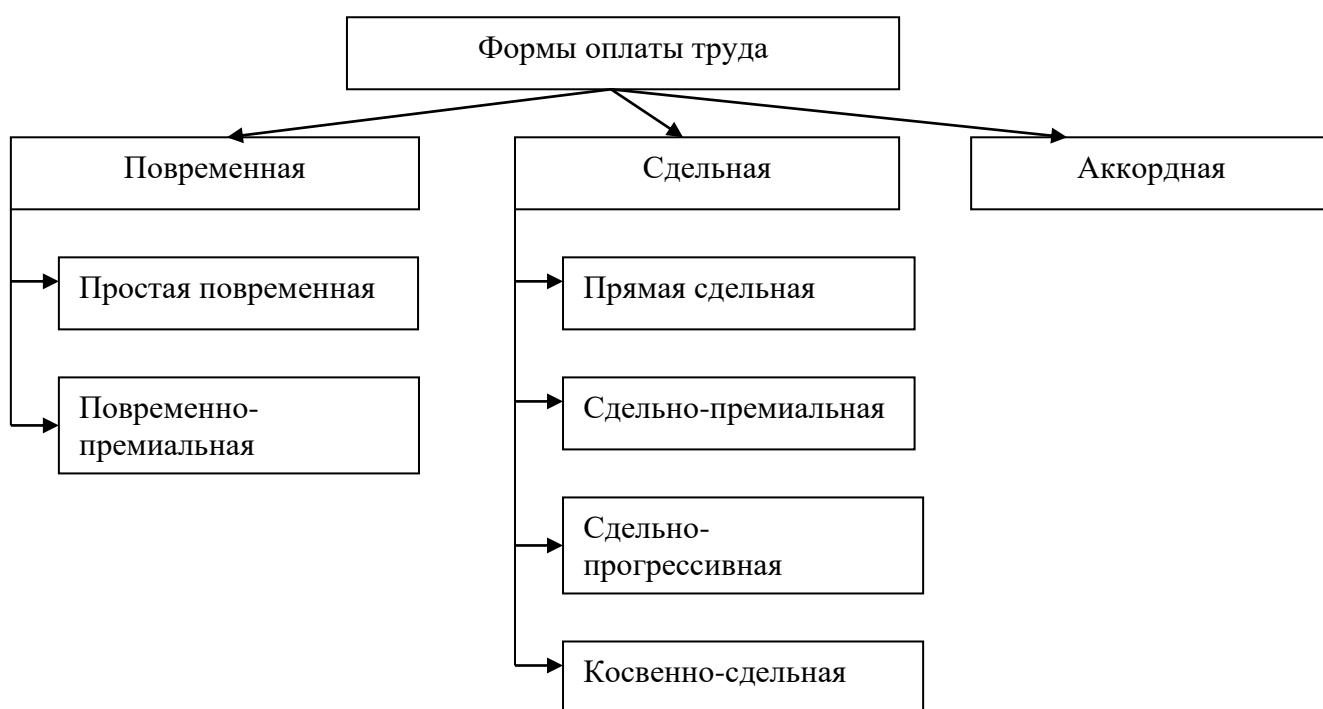 Формы оплаты труда
Повременная
Сдельная
Аккордная
Простая повременная
Прямая сдельная
Повременно-
премиальная
Сдельно-премиальная
Сдельно-
прогрессивная
Косвенно-сдельная